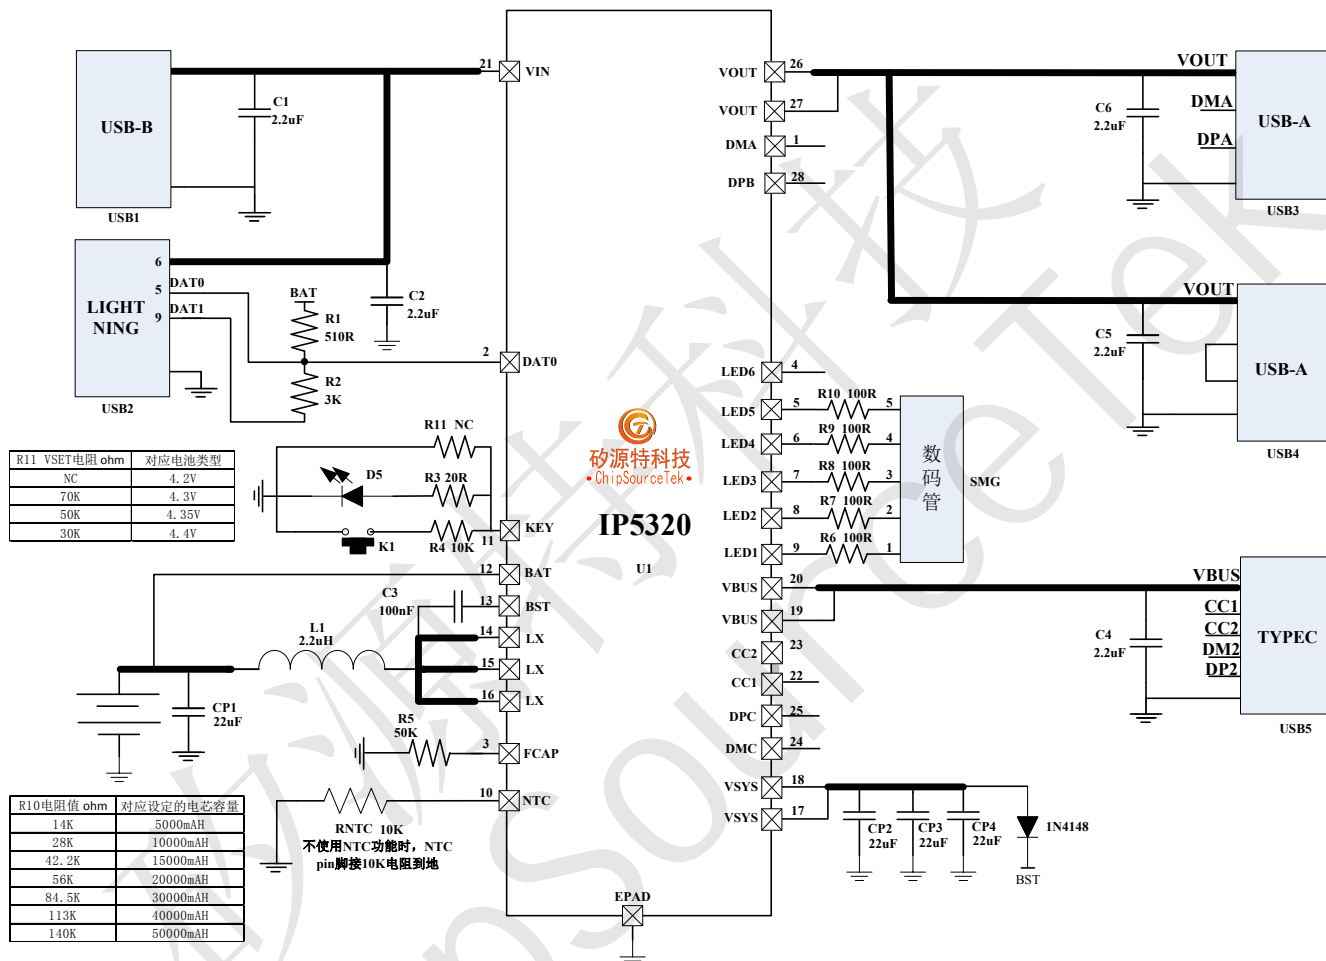 USB-B
USB1
C1
2.2uF
21
VIN
LIGHT
NING
6
5
9
DAT0
DAT1
USB2
BAT
R1
510R
R2
3K
C2
2.2uF
2
DAT0
R11 VSET电阻 ohm 对应电池类型
NC 4.2V
70K 4.3V
50K 4.35V
30K 4.4V
R11 NC
D5
R3 20R
K1
R4 10K
11
KEY
12
BAT
C3
100nF
13
BST
14
LX
15
LX
16
LX
L1
2.2uH
CP1
22uF
R5
50K
3
FCAP
10
NTC
RNTC 10K
不使用NTC功能时，NTC
pin脚接10K电阻到地
R10电阻值 ohm 对应设定的电芯容量
14K 5000mAH
28K 10000mAH
42.2K 15000mAH
56K 20000mAH
84.5K 30000mAH
113K 40000mAH
140K 50000mAH
矽源特科技
ChipSourceTek
IP5320
U1
EPAD
VOUT 26
VOUT 27
DMA 1
DPB 28
LED6 4
LED5 5 R10 100R 5
LED4 6 R9 100R 4
LED3 7 R8 100R 3
LED2 8 R7 100R 2
LED1 9 R6 100R 1
数码管
SMG
VBUS 20
VBUS 19
CC2 23
CC1 22
DPC 25
DMC 24
VSYS 18
VSYS 17
CP2
22uF
CP3
22uF
CP4
22uF
1N4148
BST
VOUT
DMA
DPA
C6
2.2uF
USB-A
USB3
VOUT
C5
2.2uF
USB-A
USB4
VBUS
CC1
CC2
DM2
DP2
C4
2.2uF
TYPEC
USB5
矽源特科技
ChipSourceTek